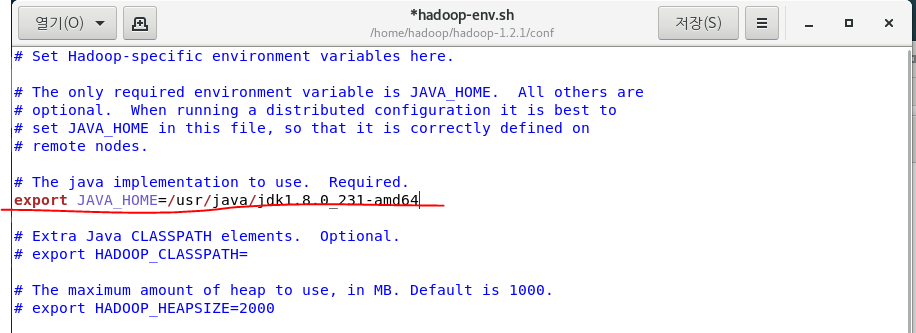 열기(O)
*hadoop-env.sh
/home/hadoop/hadoop-1.2.1/conf
저장(S)
# Set Hadoop-specific environment variables here.
# The only required environment variable is JAVA_HOME.  All others are
# optional.  When running a distributed configuration it is best to
# set JAVA_HOME in this file, so that it is correctly defined on
# remote nodes.
# The java implementation to use.  Required.
export JAVA_HOME=/usr/java/jdk1.8.0_231-amd64
# Extra Java CLASSPATH elements.  Optional.
# export HADOOP_CLASSPATH=
# The maximum amount of heap to use, in MB. Default is 1000.
# export HADOOP_HEAPSIZE=2000